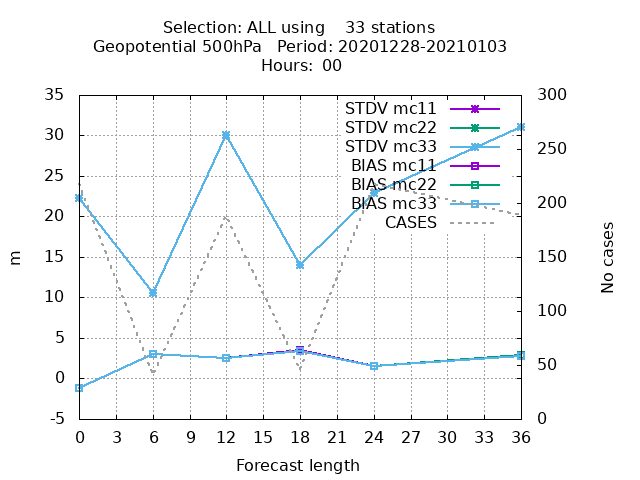 Selection: ALL using    33 stations
Geopotential 500hPa   Period: 20201228-20210103
Hours: 00
35
30
25
20
15
10
5
0
-5
m
STDV mc11
STDV mc22
STDV mc33
BIAS mc11
BIAS mc22
BIAS mc33
CASES
300
250
200
150
100
50
0
No cases
0 3 6 9 12 15 18 21 24 27 30 33 36
Forecast length